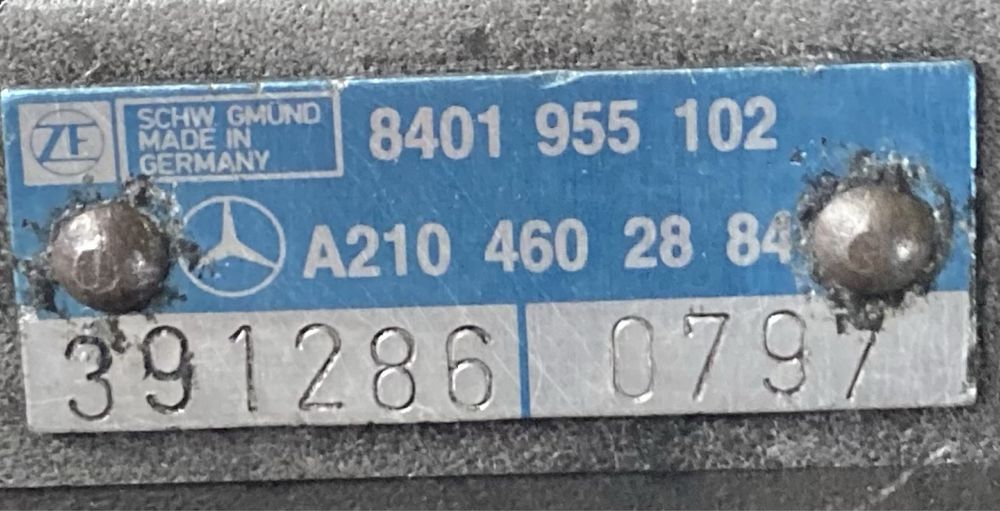 ZF
SCHW. GMÜND
MADE IN
GERMANY
8401 955 102
A210 460 28 84
391286 0797